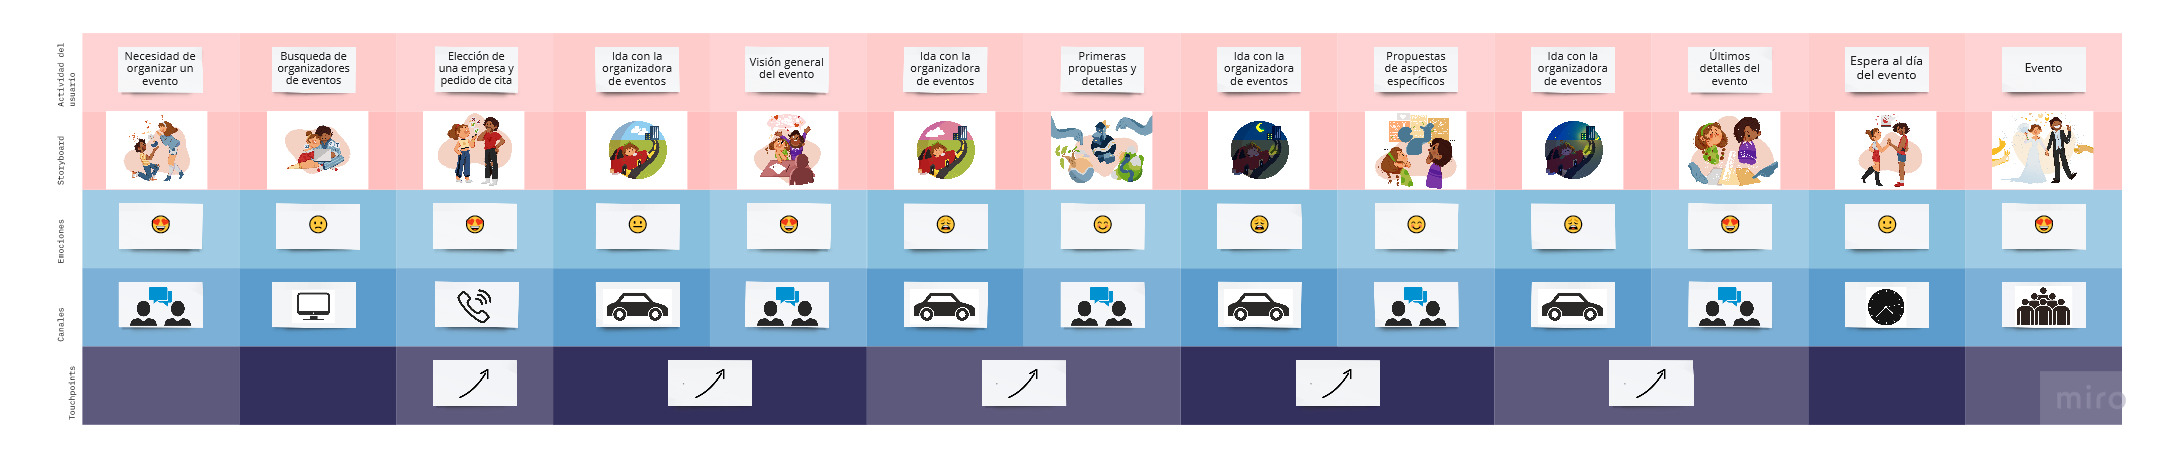 Actividad del
usuario
Necesidad de
organizar un
evento
Busqueda de
organizadores
de eventos
Elección de
una empresa y
pedido de cita
Ida con la
organizadora
de eventos
Visión general
del evento
Ida con la
organizadora
de eventos
Primeras
propuestas y
detalles
Ida con la
organizadora
de eventos
Propuestas
de aspectos
específicos
Ida con la
organizadora
de eventos
Últimos
detalles del
evento
Espera al día
del evento
Evento
Storyboard
Emociones
Canales
Touchpoints
miro